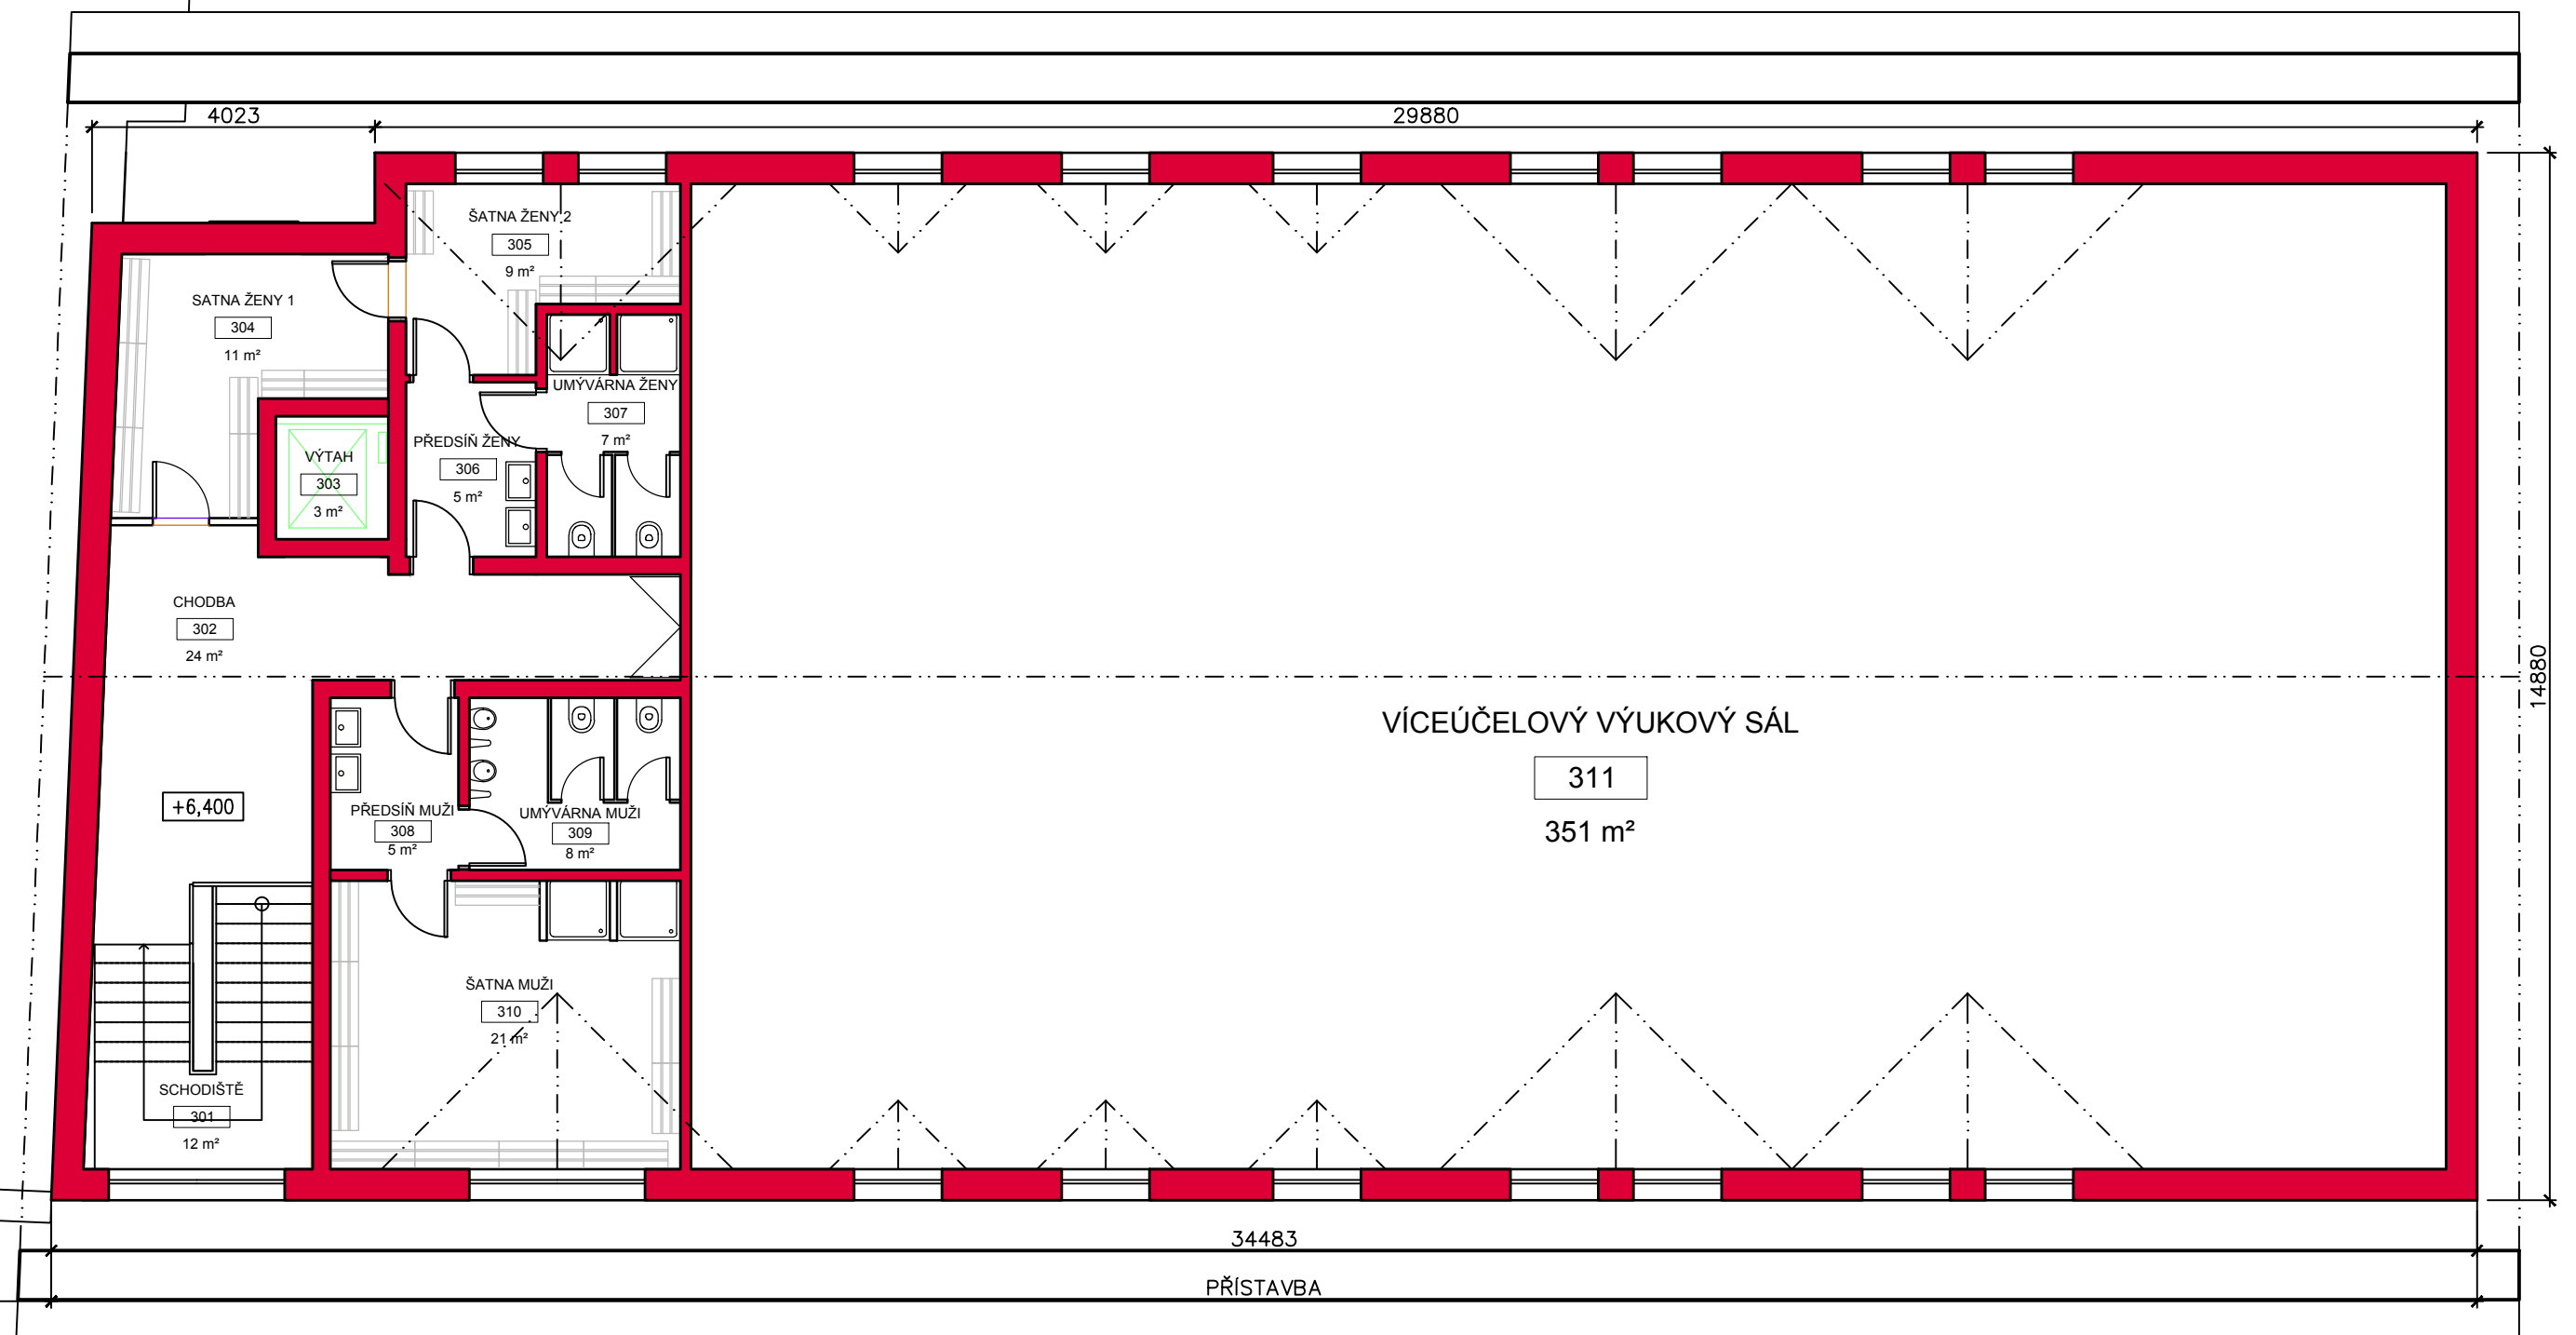 4023
29880
ŠATNA ŽENY 2
305
9 m²
SATNA ŽENY 1
304
11 m²
UMÝVÁRNA ŽENY
307
7 m²
PŘEDSÍŇ ŽENY
306
5 m²
VÝTAH
303
3 m²
CHODBA
302
24 m²
14880
VÍCEÚČELOVÝ VÝUKOVÝ SÁL
311
351 m²
+6,400
PŘEDSÍŇ MUŽI
308
5 m²
UMÝVÁRNA MUŽI
309
8 m²
ŠATNA MUŽI
310
21 m²
SCHODIŠTĚ
301
12 m²
34483
PŘÍSTAVBA